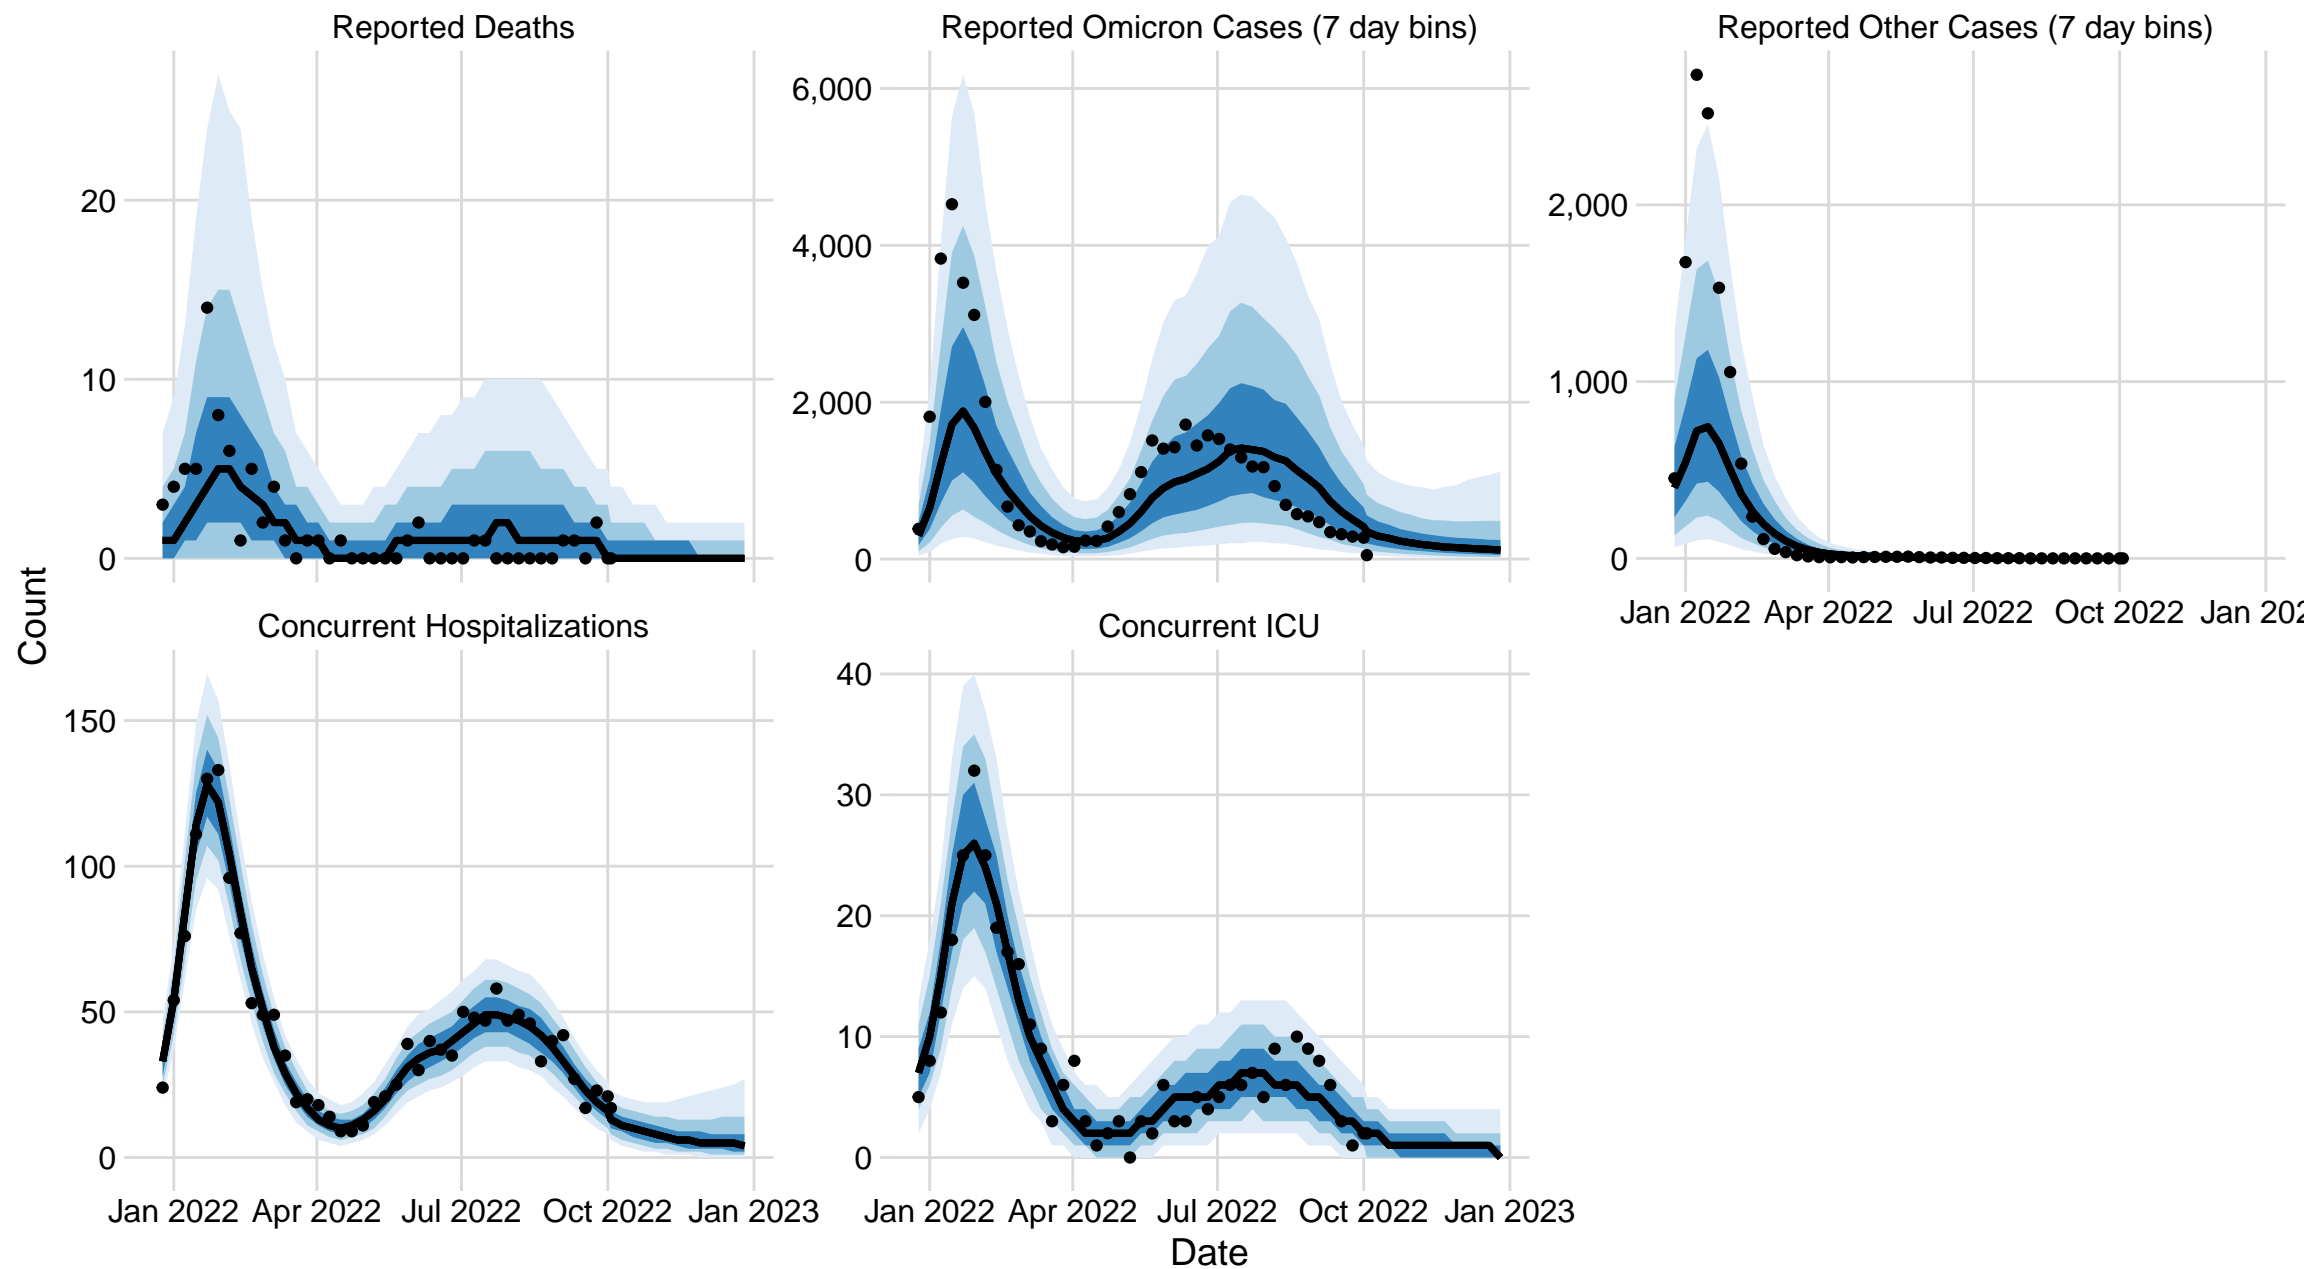 Reported Deaths
Reported Omicron Cases (7 day bins)
Reported Other Cases (7 day bins)
20
10
0
6,000
4,000
2,000
0
2,000
1,000
0
Jan 2022 Apr 2022 Jul 2022 Oct 2022 Jan 202
Count
Concurrent Hospitalizations
Concurrent ICU
150
100
50
0
40
30
20
10
0
Jan 2022 Apr 2022 Jul 2022 Oct 2022 Jan 2023
Jan 2022 Apr 2022 Jul 2022 Oct 2022 Jan 2023
Date